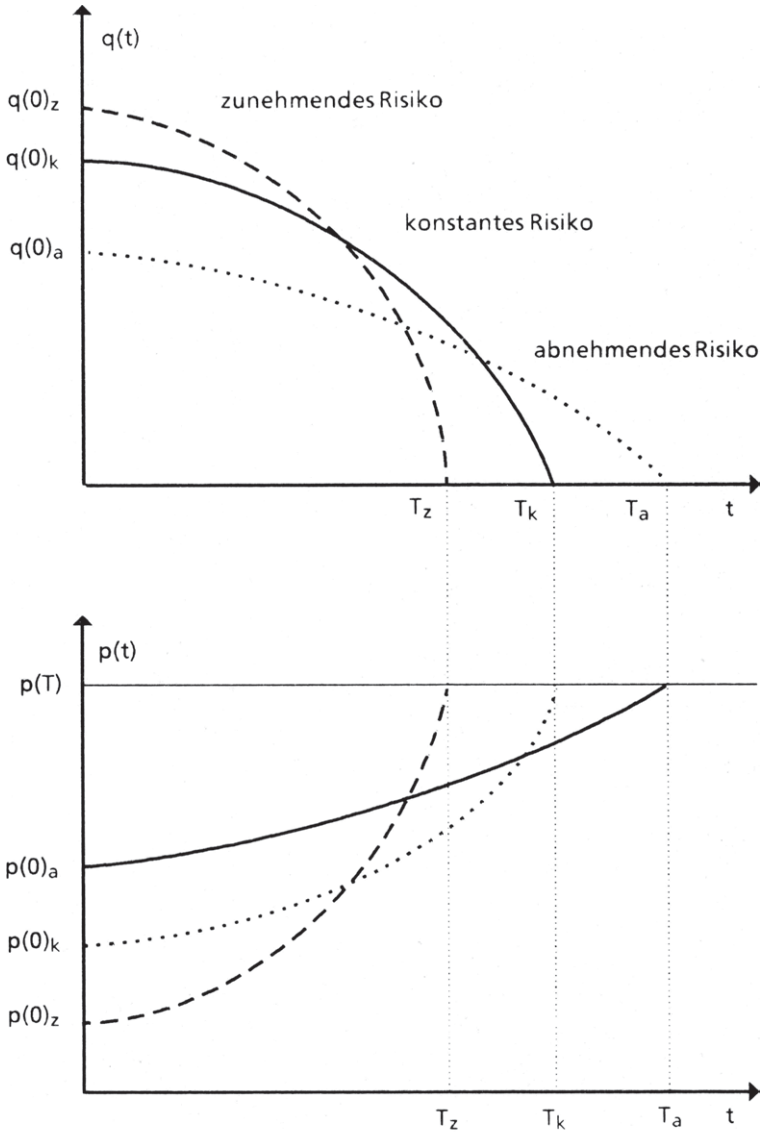 q(t)
q(0)z
zunehmendes Risiko
q(0)k
konstantes Risiko
q(0)a
abnehmendes Risiko
Tz Tk Ta t
p(t)
p(T)
p(0)a
p(0)k
p(0)z
Tz Tk Ta t